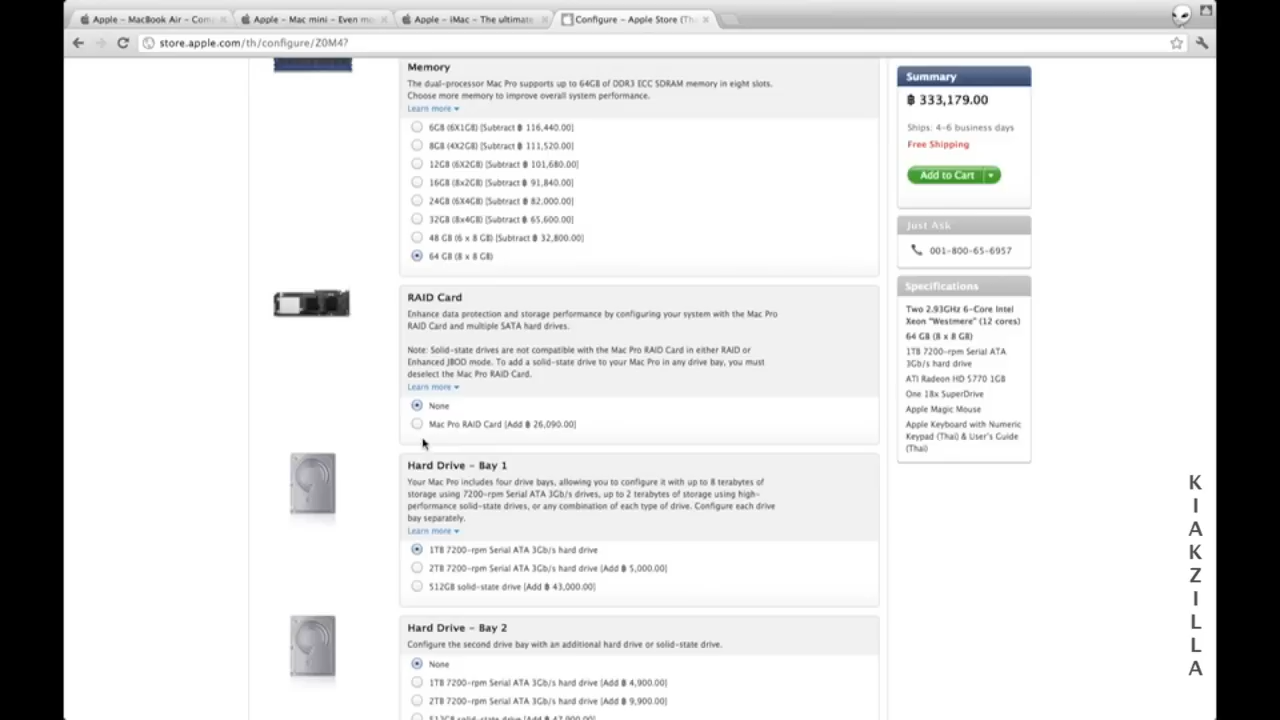 Apple – MacBook Air – Com
Apple – Mac mini – Even mo
Apple – iMac – The ultimate
Configure – Apple Store (Th
store.apple.com/th/configure/Z0M4?
Memory
The dual-processor Mac Pro supports up to 64GB of DDR3 ECC SDRAM memory in eight slots.
Choose more memory to improve overall system performance.
Learn more
6GB (6X1GB) [Subtract ฿ 116,440.00]
8GB (4X2GB) [Subtract ฿ 111,520.00]
12GB (6X2GB) [Subtract ฿ 101,680.00]
16GB (8x2GB) [Subtract ฿ 91,840.00]
24GB (6X4GB) [Subtract ฿ 82,000.00]
32GB (8x4GB) [Subtract ฿ 65,600.00]
48 GB (6 x 8 GB) [Subtract ฿ 32,800.00]
64 GB (8 x 8 GB)
RAID Card
Enhance data protection and storage performance by configuring your system with the Mac Pro
RAID Card and multiple SATA hard drives.
Note: Solid-state drives are not compatible with the Mac Pro RAID Card in either RAID or
Enhanced JBOD mode. To add a solid-state drive to your Mac Pro in any drive bay, you must
deselect the Mac Pro RAID Card.
Learn more
None
Mac Pro RAID Card [Add ฿ 26,090.00]
Hard Drive – Bay 1
Your Mac Pro includes four drive bays, allowing you to configure it with up to 8 terabytes of
storage using 7200-rpm Serial ATA 3Gb/s drives, up to 2 terabytes of storage using high-
performance solid-state drives, or any combination of each type of drive. Configure each drive
bay separately.
Learn more
1TB 7200-rpm Serial ATA 3Gb/s hard drive
2TB 7200-rpm Serial ATA 3Gb/s hard drive [Add ฿ 5,000.00]
512GB solid-state drive [Add ฿ 43,000.00]
Hard Drive – Bay 2
Configure the second drive bay with an additional hard drive or solid-state drive.
None
1TB 7200-rpm Serial ATA 3Gb/s hard drive [Add ฿ 4,900.00]
2TB 7200-rpm Serial ATA 3Gb/s hard drive [Add ฿ 9,900.00]
512GB solid-state drive [Add ฿ 47,900.00]
Summary
฿ 333,179.00
Ships: 4-6 business days
Free Shipping
Add to Cart
Just Ask
001-800-65-6957
Specifications
Two 2.93GHz 6-Core Intel
Xeon "Westmere" (12 cores)
64 GB (8 x 8 GB)
1TB 7200-rpm Serial ATA
3Gb/s hard drive
ATI Radeon HD 5770 1GB
One 18x SuperDrive
Apple Magic Mouse
Apple Keyboard with Numeric
Keypad (Thai) & User's Guide
(Thai)
KIAKZILLA